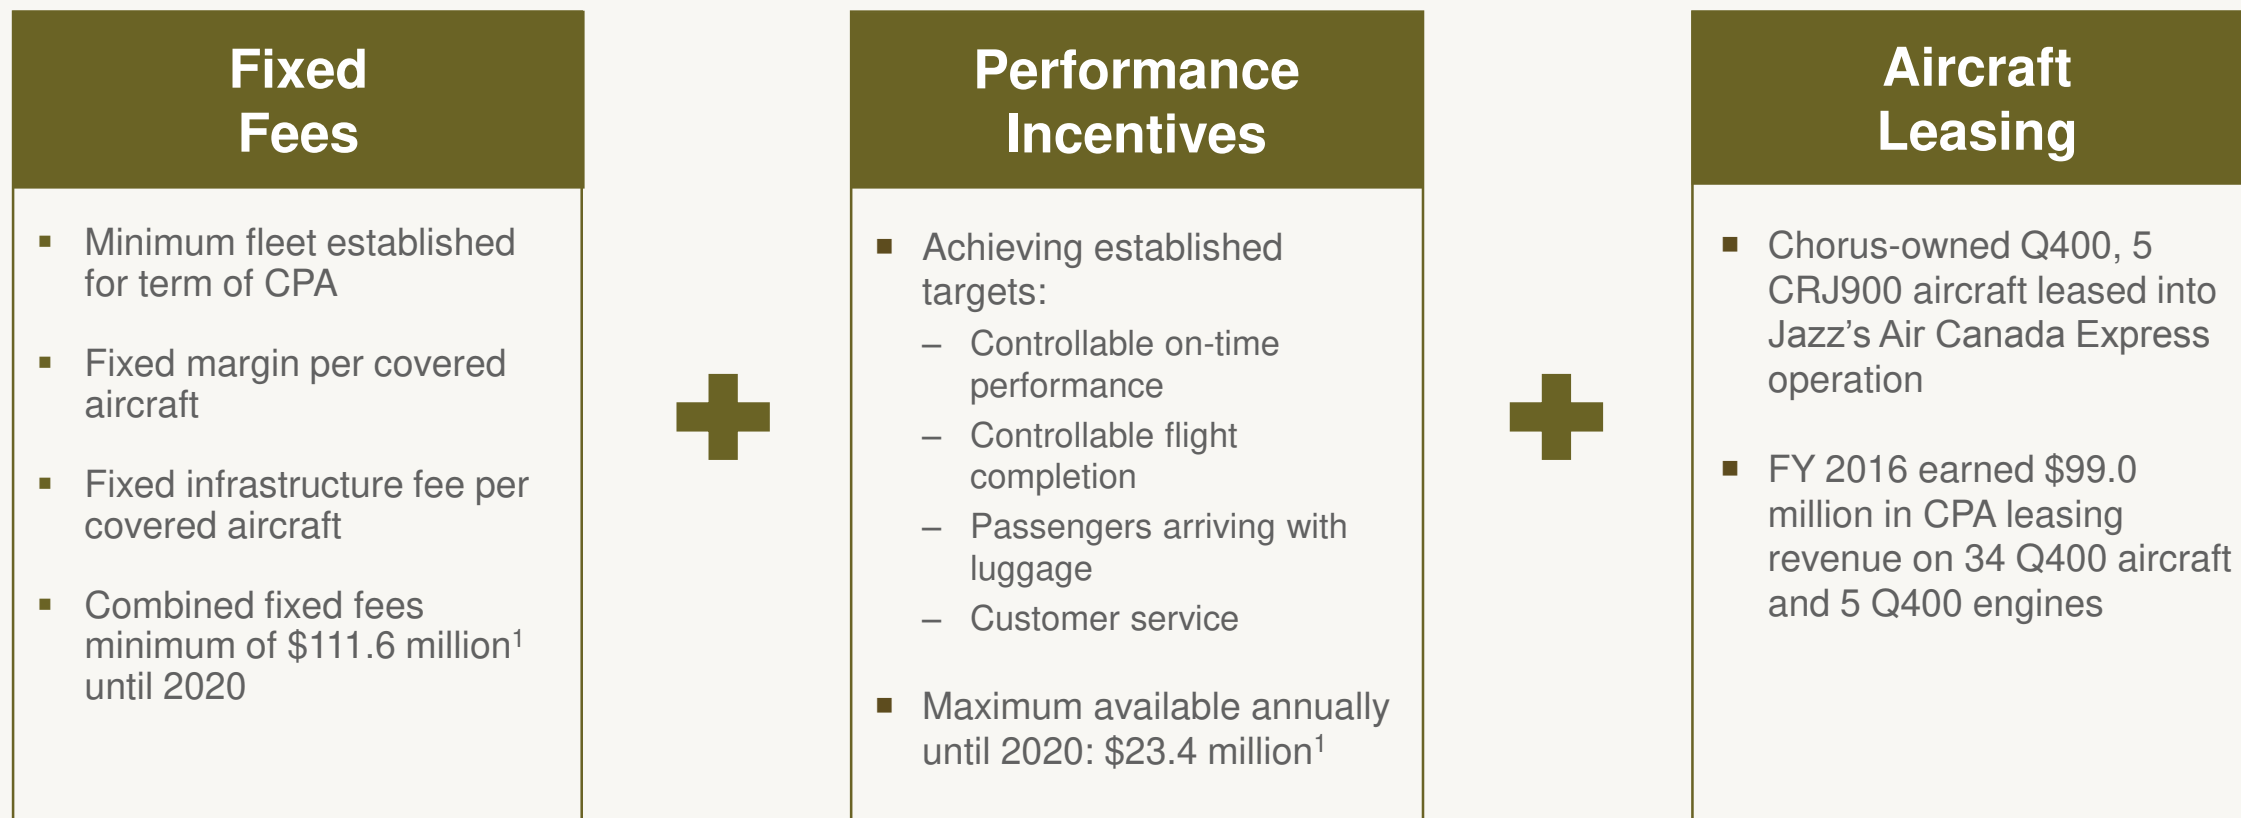 Fixed
Fees
▪ Minimum fleet established
for term of CPA
▪ Fixed margin per covered
aircraft
▪ Fixed infrastructure fee per
covered aircraft
▪ Combined fixed fees
minimum of $111.6 million¹
until 2020
Performance
Incentives
▪ Achieving established
targets:
– Controllable on-time
performance
– Controllable flight
completion
– Passengers arriving with
luggage
– Customer service
▪ Maximum available annually
until 2020: $23.4 million¹
Aircraft
Leasing
▪ Chorus-owned Q400, 5
CRJ900 aircraft leased into
Jazz’s Air Canada Express
operation
▪ FY 2016 earned $99.0
million in CPA leasing
revenue on 34 Q400 aircraft
and 5 Q400 engines